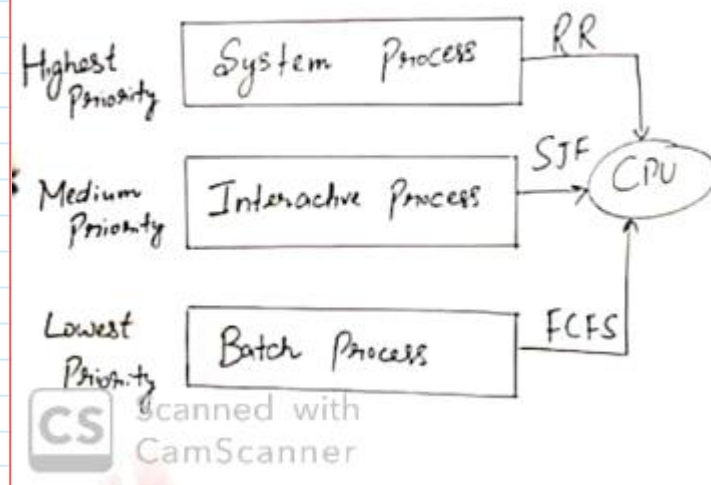 Highest
Priority
System Process
RR
Medium
Priority
Interactive Process
SJF
CPU
Lowest
Priority
Batch Process
FCFS
CS
Scanned with
CamScanner